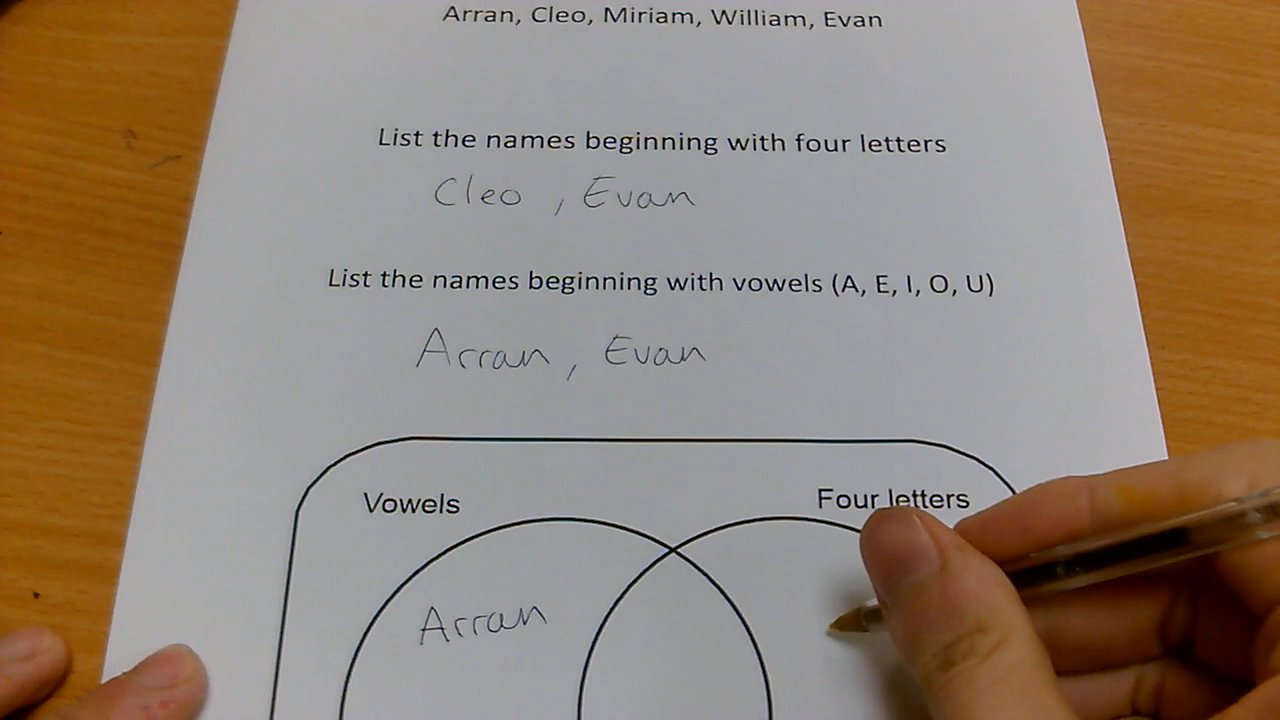 Arran, Cleo, Miriam, William, Evan
List the names beginning with four letters
Cleo , Evan
List the names beginning with vowels (A, E, I, O, U)
Arran , Evan
Vowels
Four letters
Arran